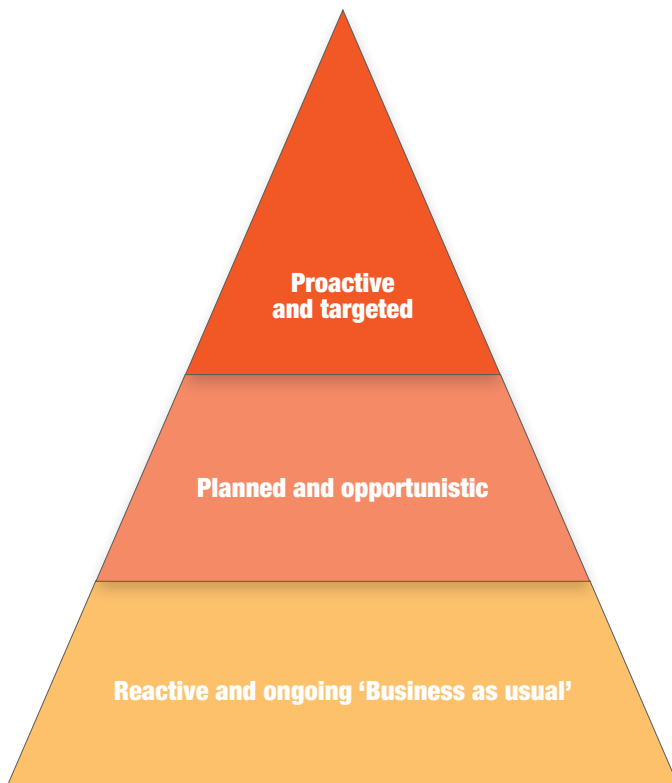 Proactive
and targeted
Planned and opportunistic
Reactive and ongoing ‘Business as usual’